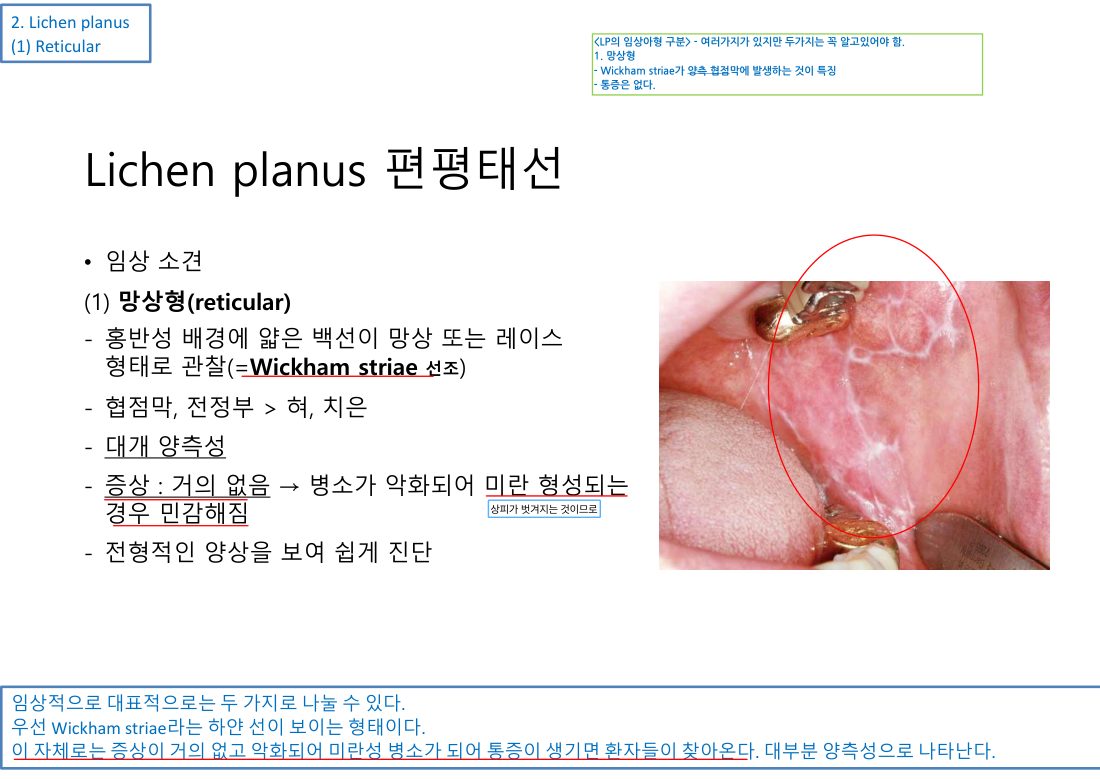 2. Lichen planus
(1) Reticular
<LP의 임상아형 구분> - 여러가지가 있지만 두가지는 꼭 알고있어야 함.
1. 망상형
- Wickham striae가 양측 협점막에 발생하는 것이 특징
- 통증은 없다.
Lichen planus 편평태선
• 임상 소견
(1) 망상형(reticular)
- 홍반성 배경에 얇은 백선이 망상 또는 레이스
형태로 관찰(=Wickham striae 선조)
- 협점막, 전정부 > 혀, 치은
- 대개 양측성
- 증상 : 거의 없음 → 병소가 악화되어 미란 형성되는
경우 민감해짐
상피가 벗겨지는 것이므로
- 전형적인 양상을 보여 쉽게 진단
임상적으로 대표적으로는 두 가지로 나눌 수 있다.
우선 Wickham striae라는 하얀 선이 보이는 형태이다.
이 자체로는 증상이 거의 없고 악화되어 미란성 병소가 되어 통증이 생기면 환자들이 찾아온다. 대부분 양측성으로 나타난다.